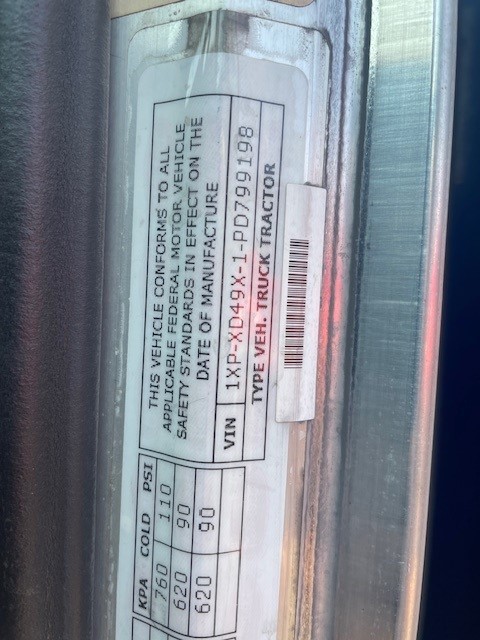 KPA COLD PSI
760 110
620 90
620 90
THIS VEHICLE CONFORMS TO ALL
APPLICABLE FEDERAL MOTOR VEHICLE
SAFETY STANDARDS IN EFFECT ON THE
DATE OF MANUFACTURE
VIN 1XP-XD49X-1-PD799198
TYPE VEH. TRUCK TRACTOR